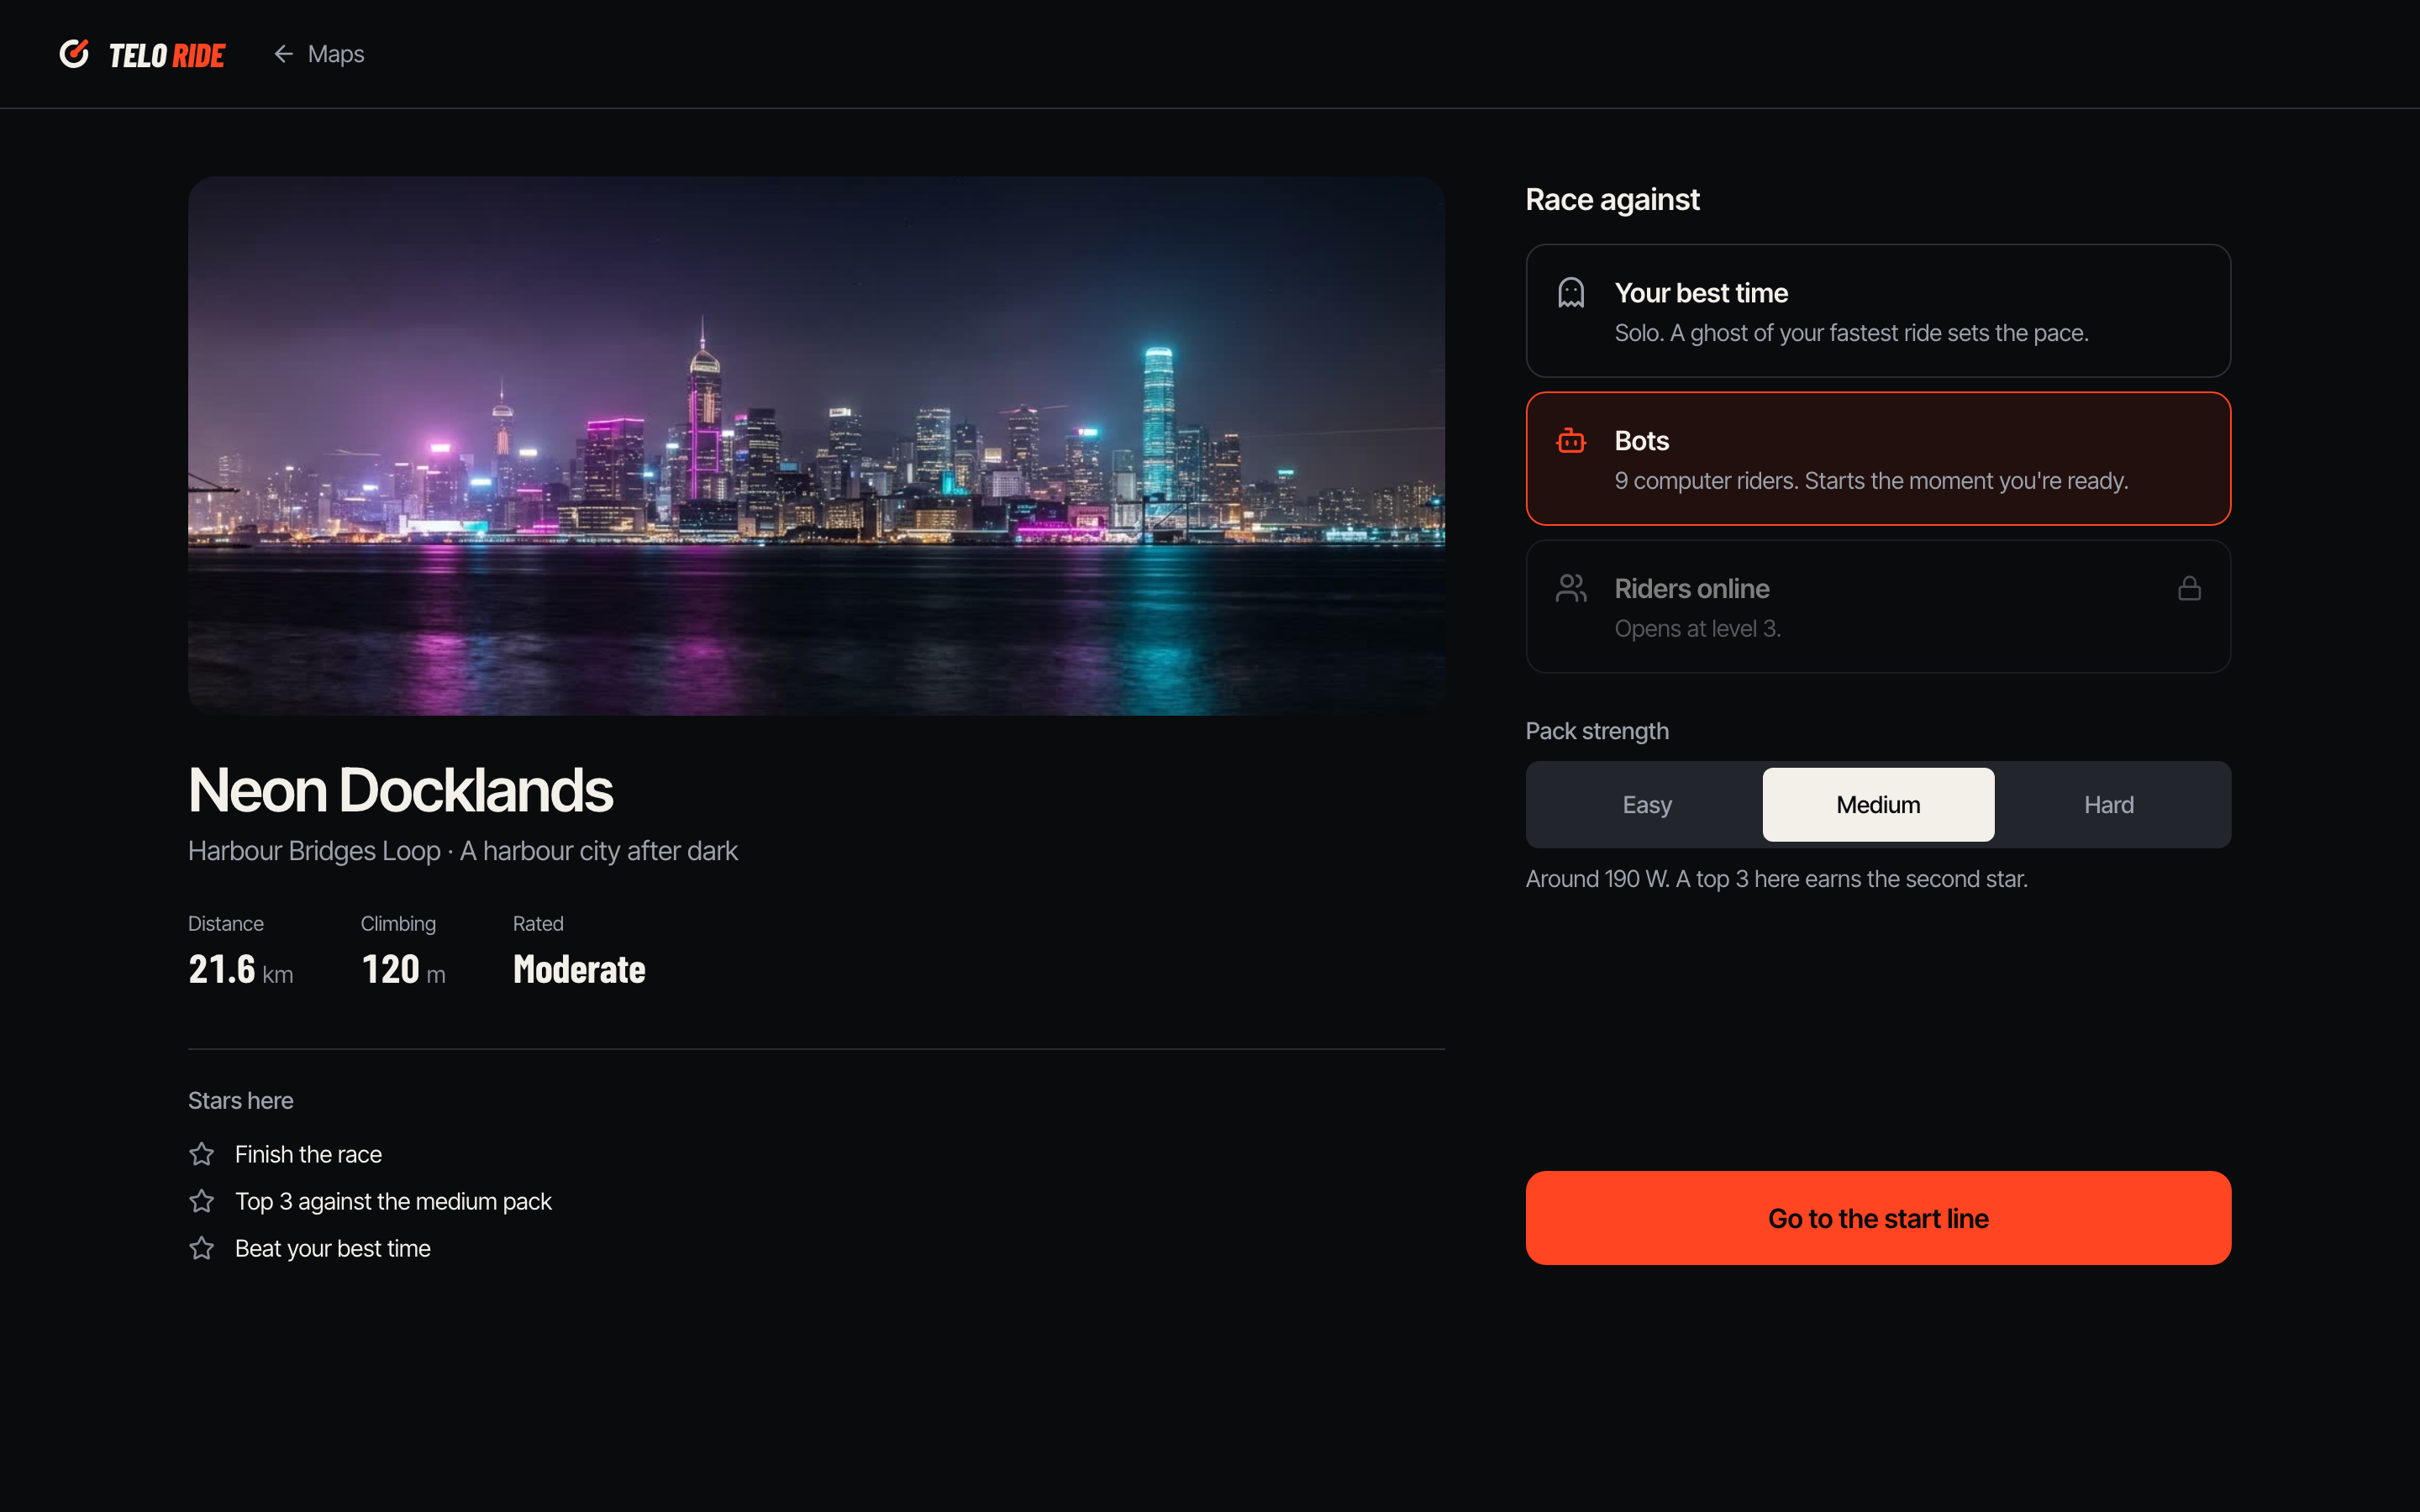 TELO RIDE
Maps
Race against
Your best time
Solo. A ghost of your fastest ride sets the pace.
Bots
9 computer riders. Starts the moment you're ready.
Riders online
Opens at level 3.
Pack strength
Easy Medium Hard
Around 190 W. A top 3 here earns the second star.
Neon Docklands
Harbour Bridges Loop · A harbour city after dark
Distance Climbing Rated
21.6 km 120 m Moderate
Stars here
Finish the race
Top 3 against the medium pack
Beat your best time
Go to the start line